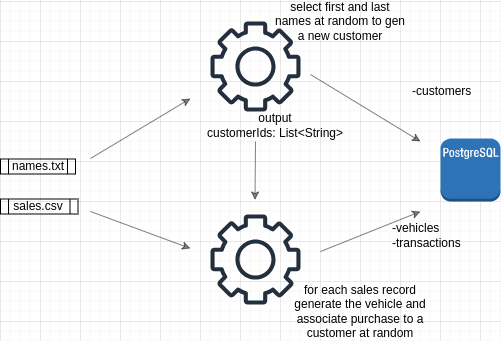 select first and last
names at random to gen
a new customer
-customers
output
customerIds: List<String>
names.txt
PostgreSQL
sales.csv
-vehicles
-transactions
for each sales record
generate the vehicle and
associate purchase to a
customer at random